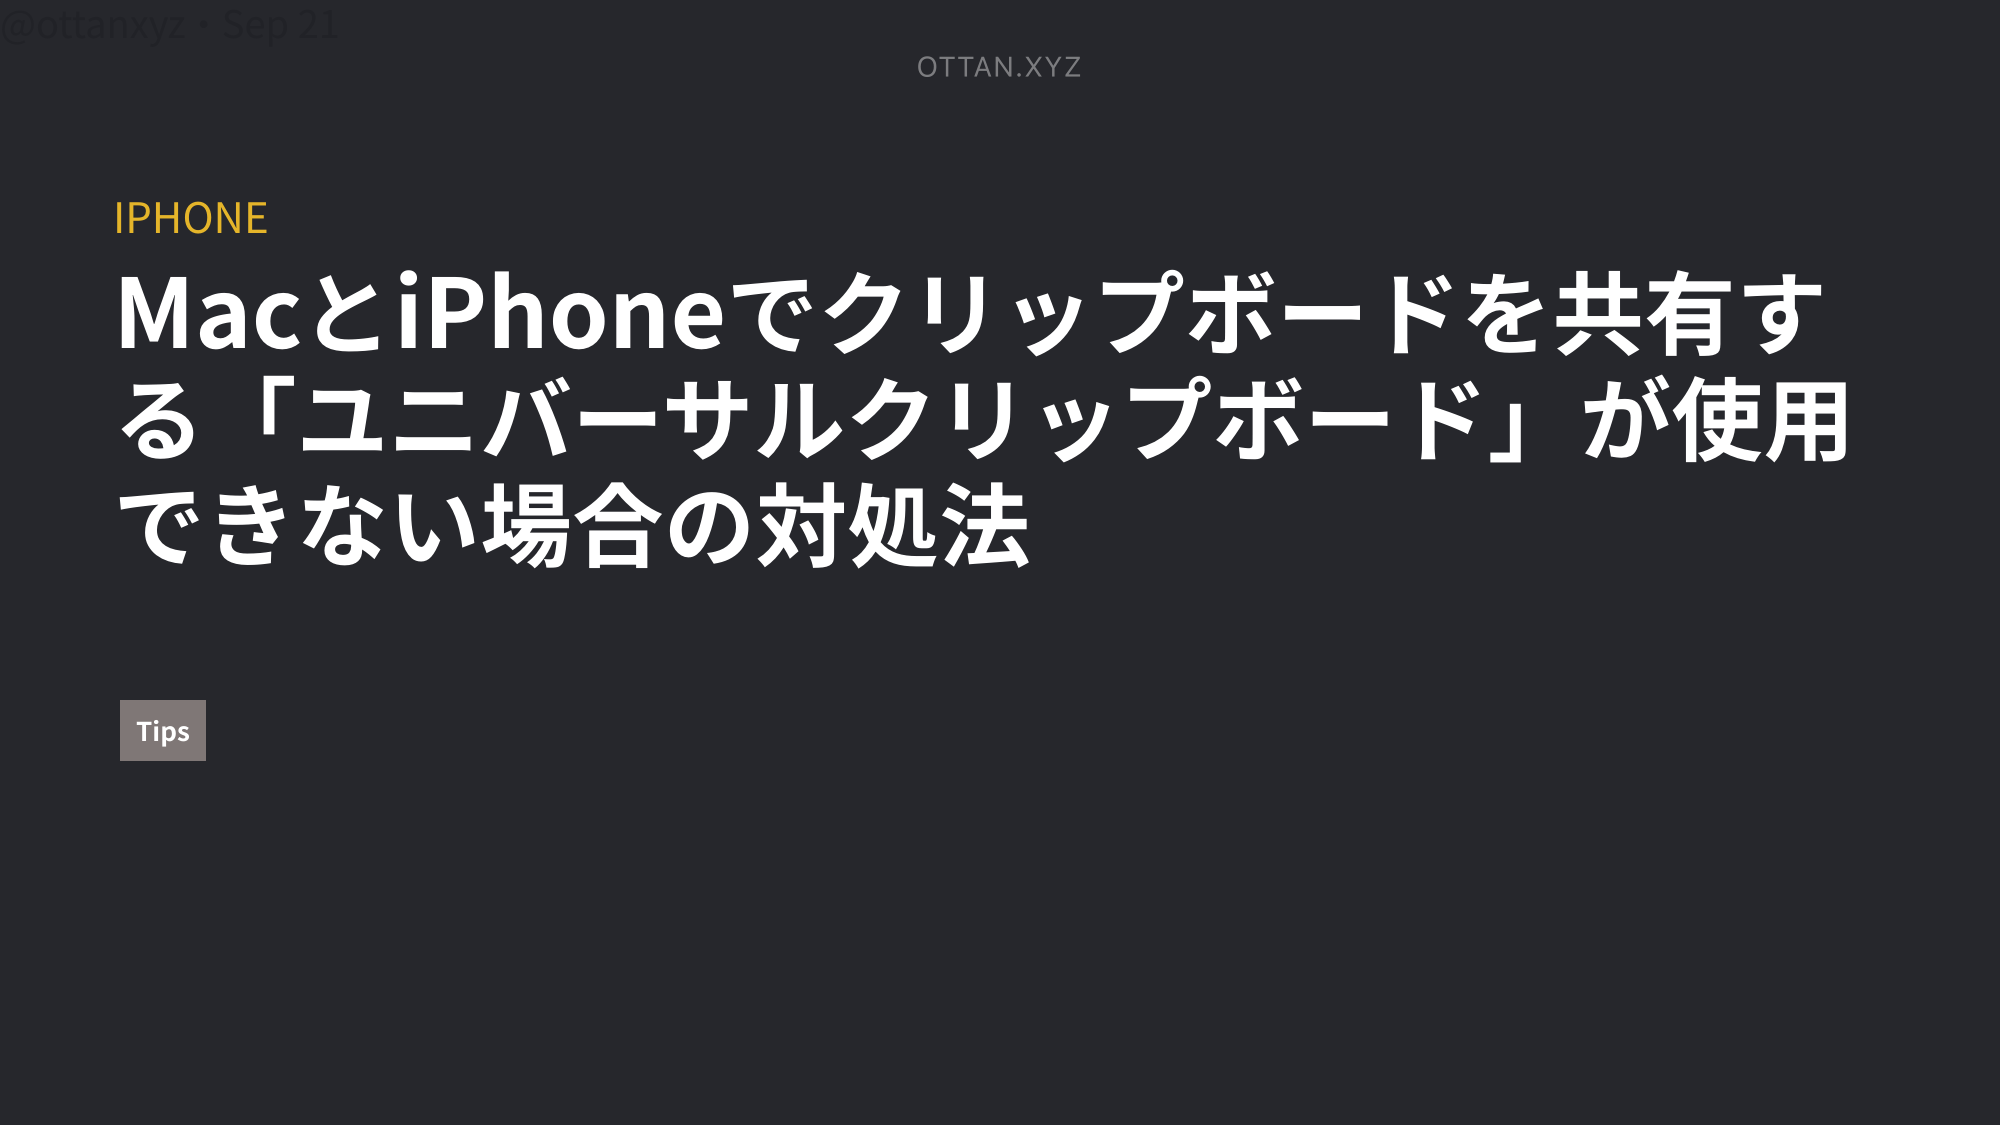 @ottanxyz・Sep 21
OTTAN.XYZ
IPHONE
MacとiPhoneでクリップボードを共有す
る「ユニバーサルクリップボード」が使用
できない場合の対処法
Tips